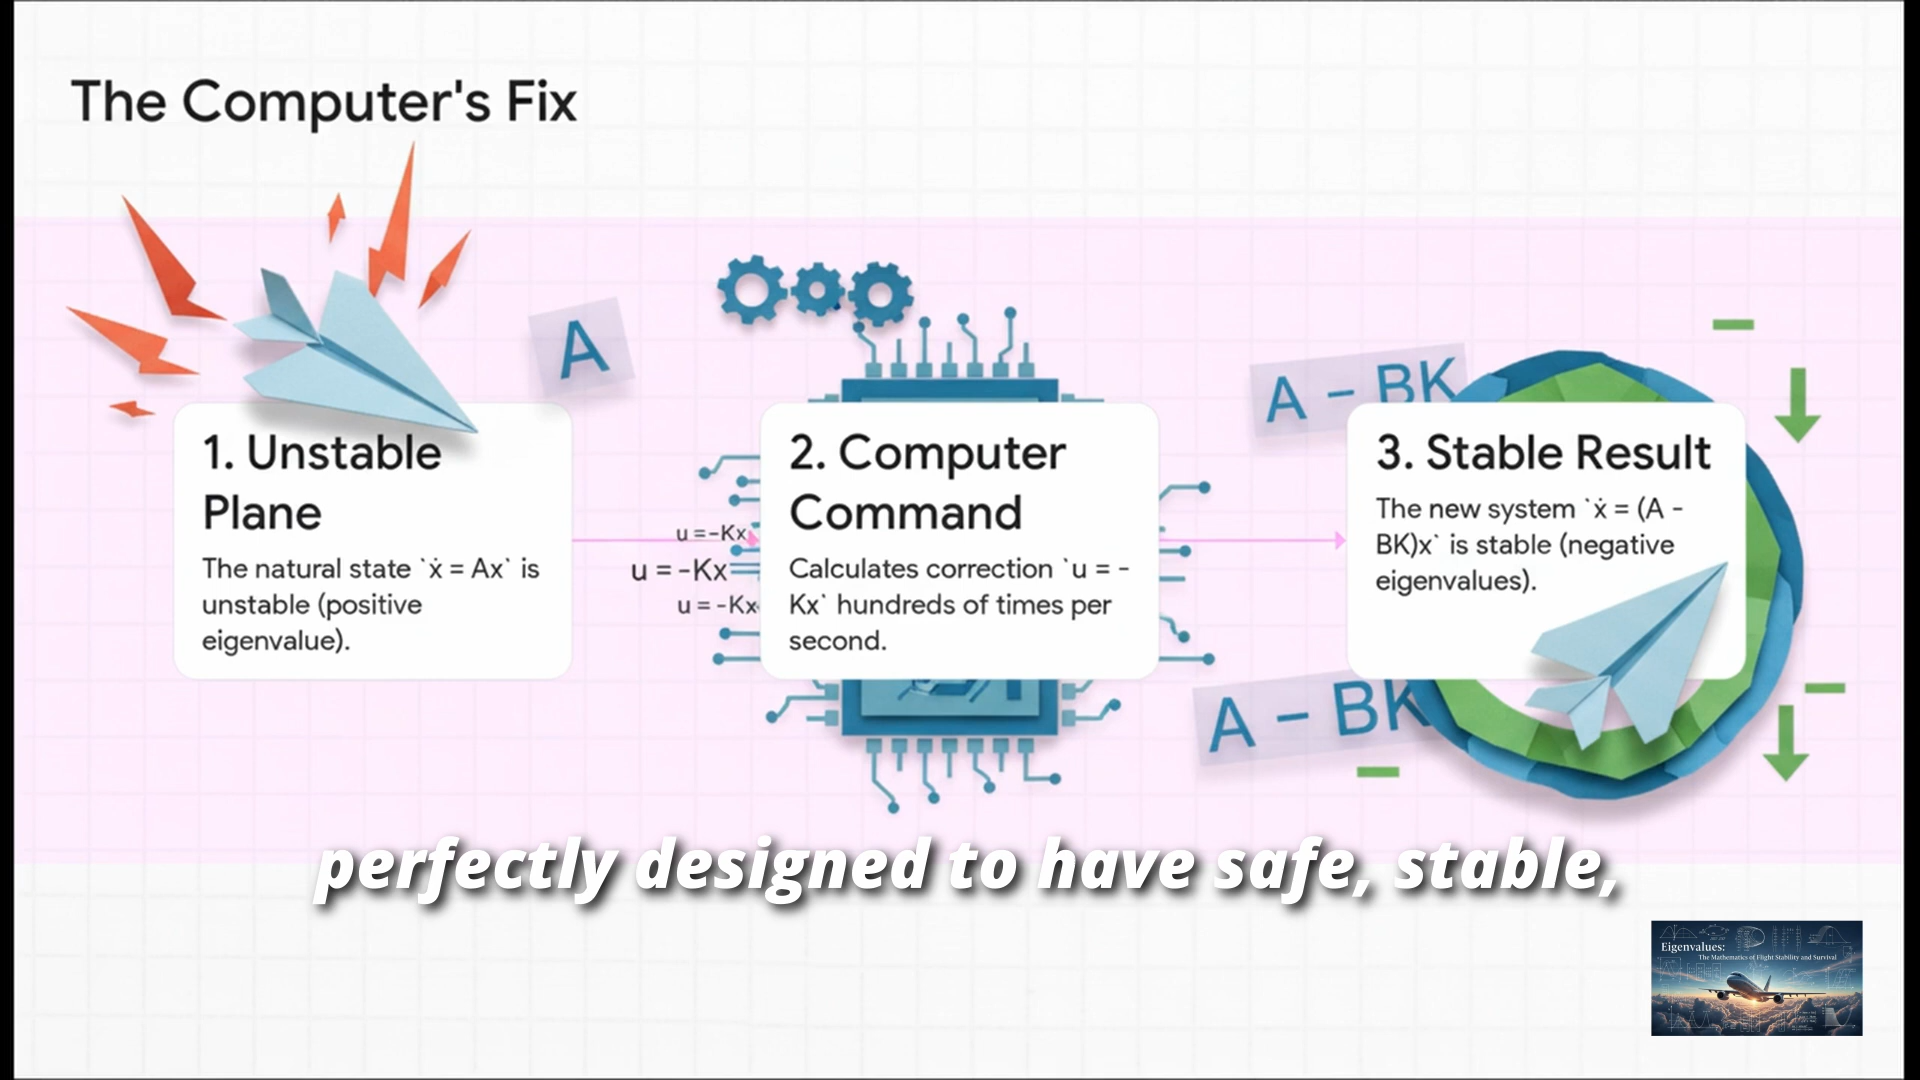 The Computer's Fix
A
A - BK
1. Unstable
Plane
The natural state `ẋ = Ax` is
unstable (positive
eigenvalue).
u =-Kx
u = -Kx
u = -Kx
2. Computer
Command
Calculates correction `u = -
Kx` hundreds of times per
second.
3. Stable Result
The new system `ẋ = (A -
BK)x` is stable (negative
eigenvalues).
A - BK
perfectly designed to have safe, stable,
Eigenvalues:
The Mathematics of Flight Stability and Survival